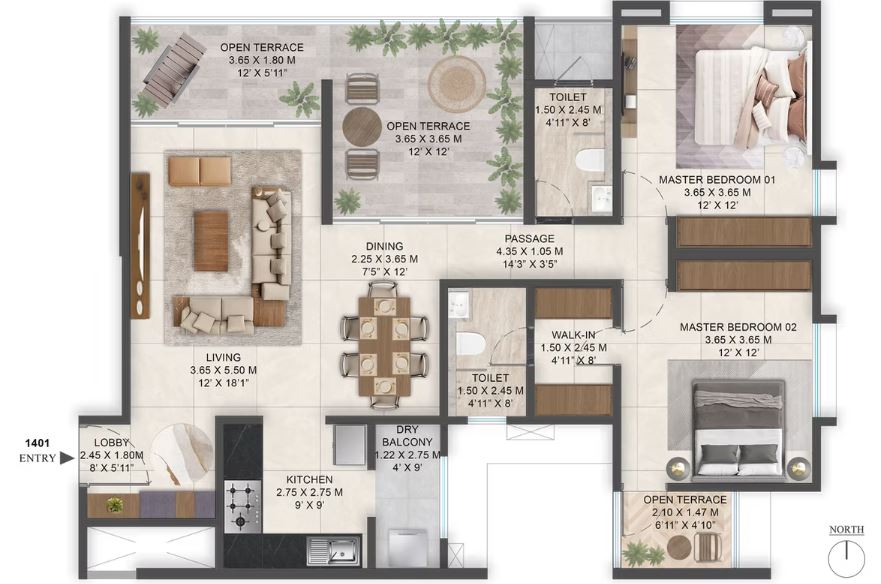 OPEN TERRACE
3.65 X 1.80 M
12' X 5'11"
OPEN TERRACE
3.65 X 3.65 M
12' X 12'
TOILET
1.50 X 2.45 M
4'11" X 8'
MASTER BEDROOM 01
3.65 X 3.65 M
12' X 12'
DINING
2.25 X 3.65 M
7'5" X 12'
PASSAGE
4.35 X 1.05 M
14'3" X 3'5"
LIVING
3.65 X 5.50 M
12' X 18'1"
TOILET
1.50 X 2.45 M
4'11" X 8'
WALK-IN
1.50 X 2.45 M
4'11" X 8'
MASTER BEDROOM 02
3.65 X 3.65 M
12' X 12'
1401
ENTRY
LOBBY
2.45 X 1.80M
8' X 5'11"
KITCHEN
2.75 X 2.75 M
9' X 9'
DRY
BALCONY
1.22 X 2.75 M
4' X 9'
OPEN TERRACE
2.10 X 1.47 M
6'11" X 4'10"
NORTH